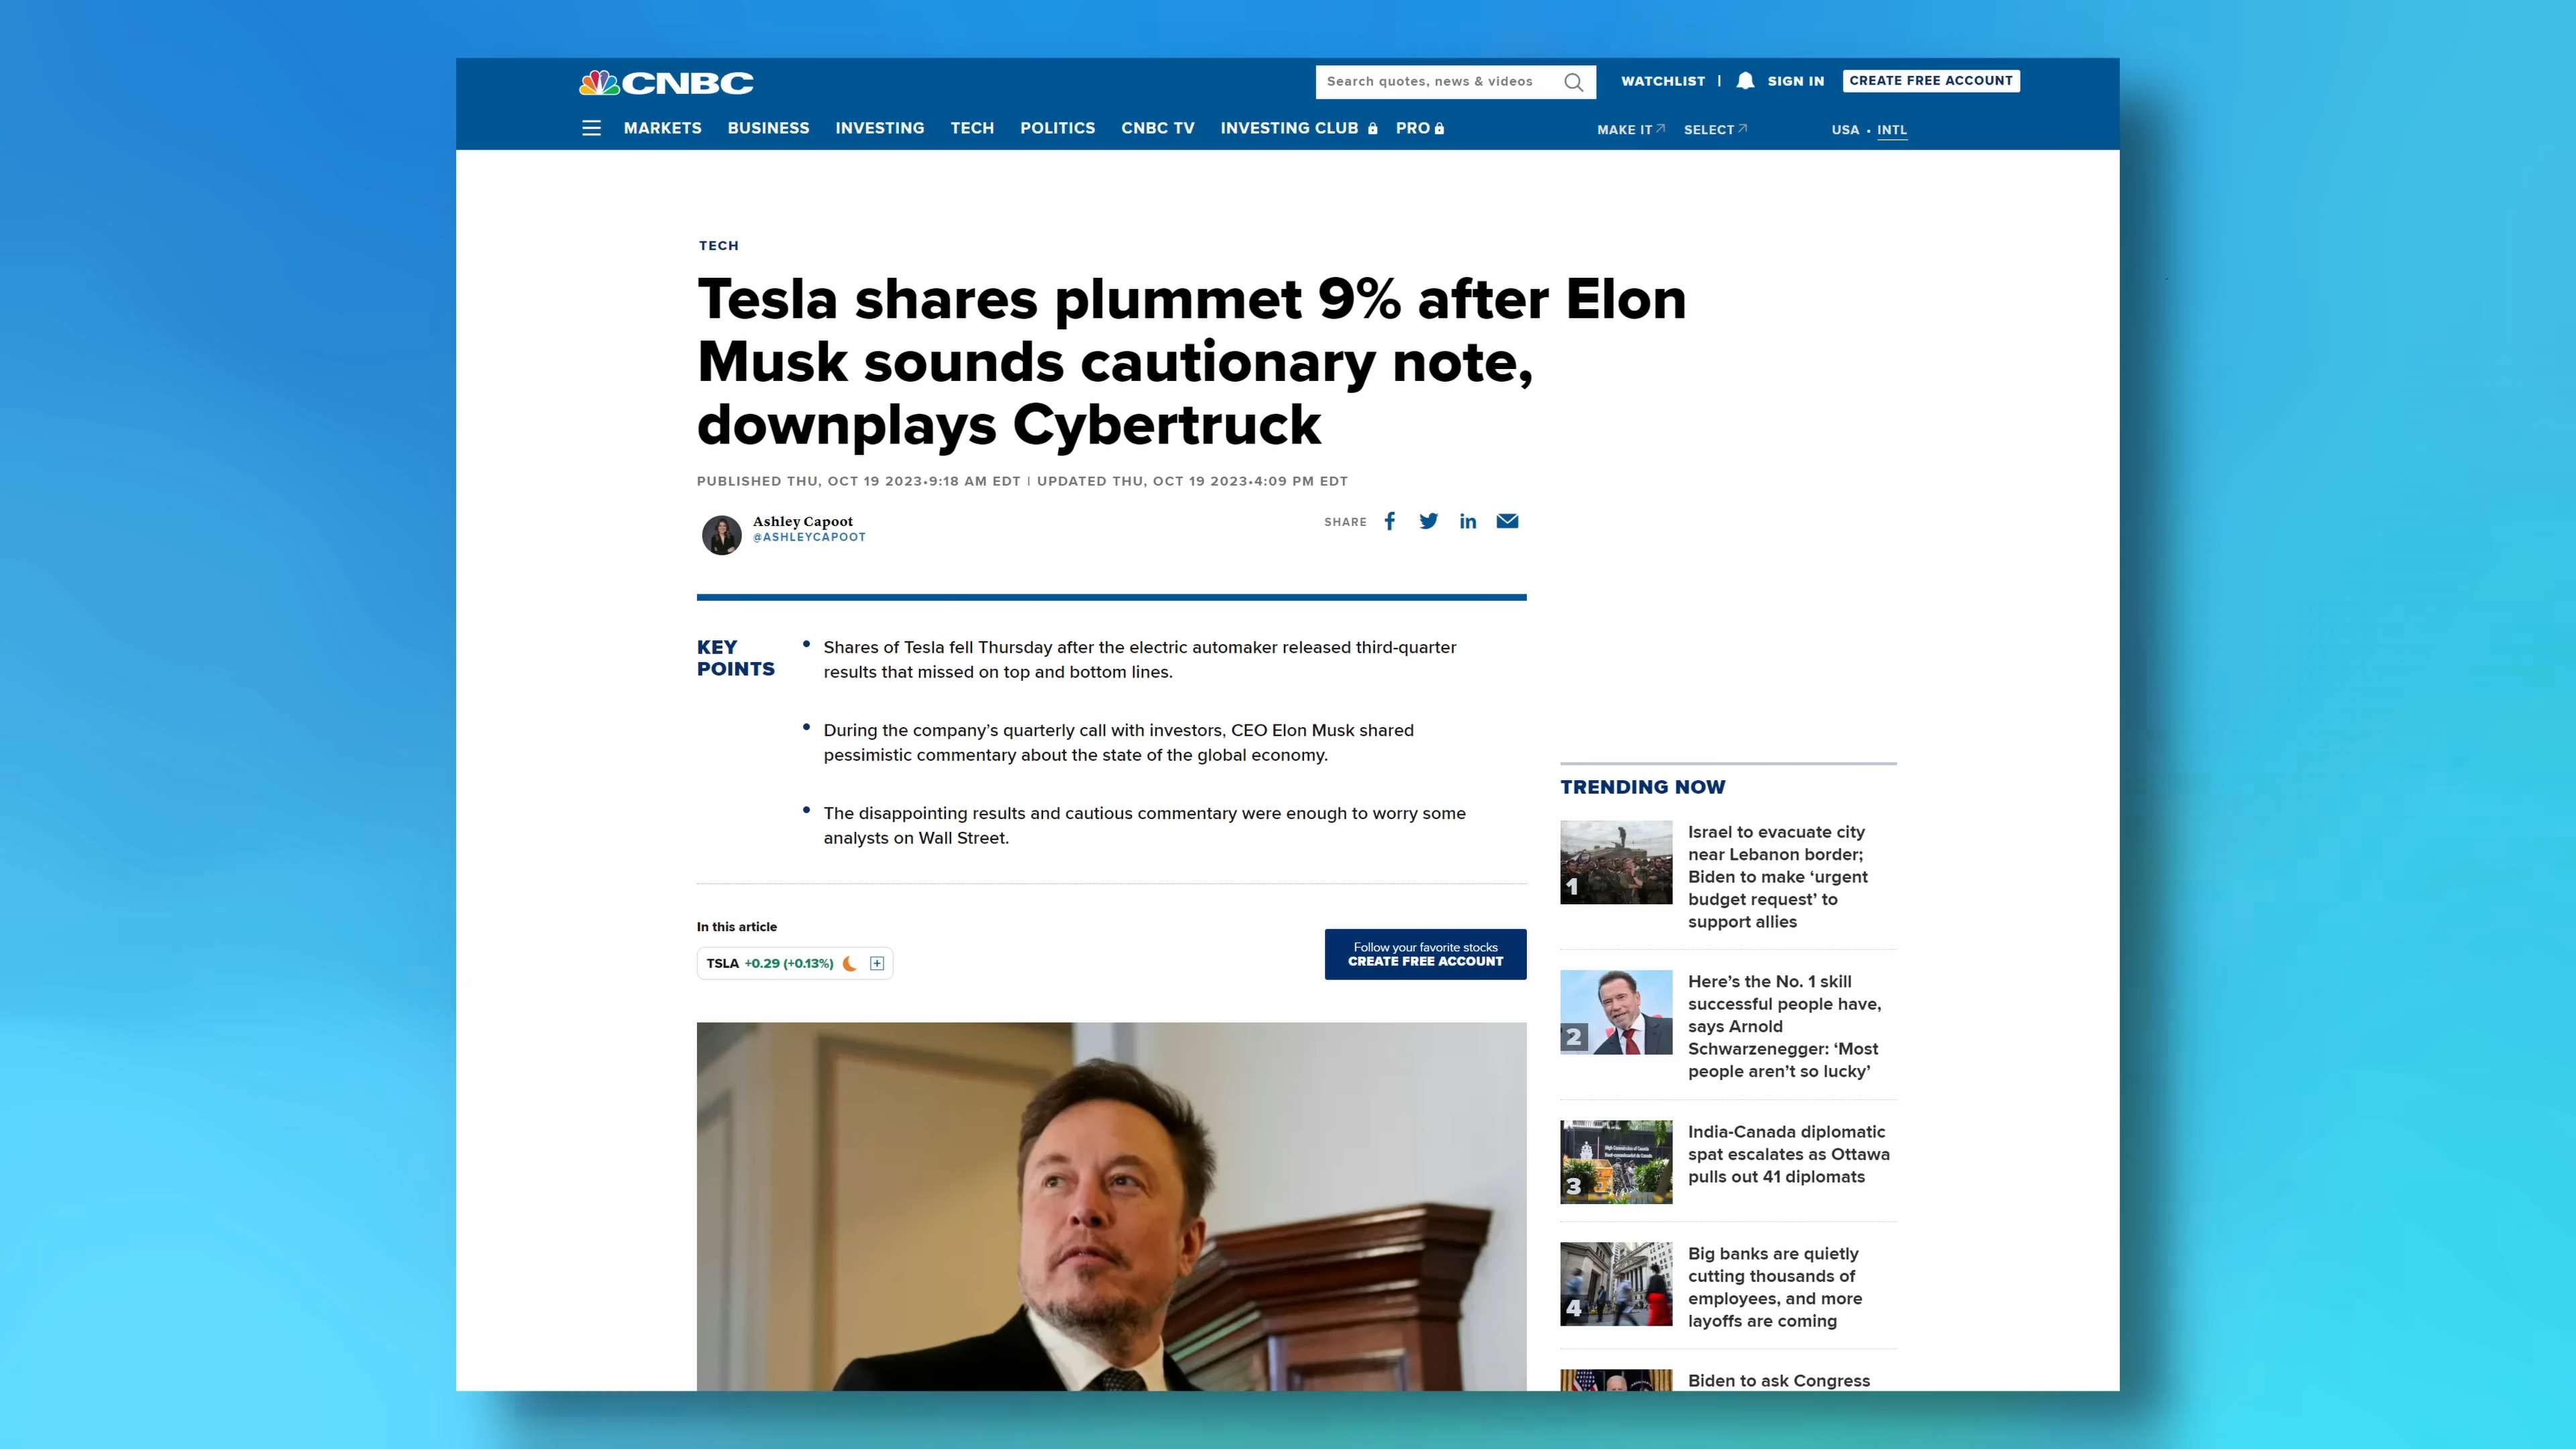 CNBC
Search quotes, news & videos
WATCHLIST |
SIGN IN
CREATE FREE ACCOUNT
MARKETS
BUSINESS
INVESTING
TECH
POLITICS
CNBC TV
INVESTING CLUB
PRO
MAKE IT
SELECT
USA • INTL
TECH
Tesla shares plummet 9% after Elon
Musk sounds cautionary note,
downplays Cybertruck
PUBLISHED THU, OCT 19 2023•9:18 AM EDT | UPDATED THU, OCT 19 2023•4:09 PM EDT
Ashley Capoot
@ASHLEYCAPOOT
SHARE
KEY
POINTS
• Shares of Tesla fell Thursday after the electric automaker released third-quarter
results that missed on top and bottom lines.
• During the company’s quarterly call with investors, CEO Elon Musk shared
pessimistic commentary about the state of the global economy.
• The disappointing results and cautious commentary were enough to worry some
analysts on Wall Street.
In this article
TSLA +0.29 (+0.13%)
Follow your favorite stocks
CREATE FREE ACCOUNT
TRENDING NOW
1
Israel to evacuate city
near Lebanon border;
Biden to make ‘urgent
budget request’ to
support allies
2
Here’s the No. 1 skill
successful people have,
says Arnold
Schwarzenegger: ‘Most
people aren’t so lucky’
3
India-Canada diplomatic
spat escalates as Ottawa
pulls out 41 diplomats
4
Big banks are quietly
cutting thousands of
employees, and more
layoffs are coming
Biden to ask Congress